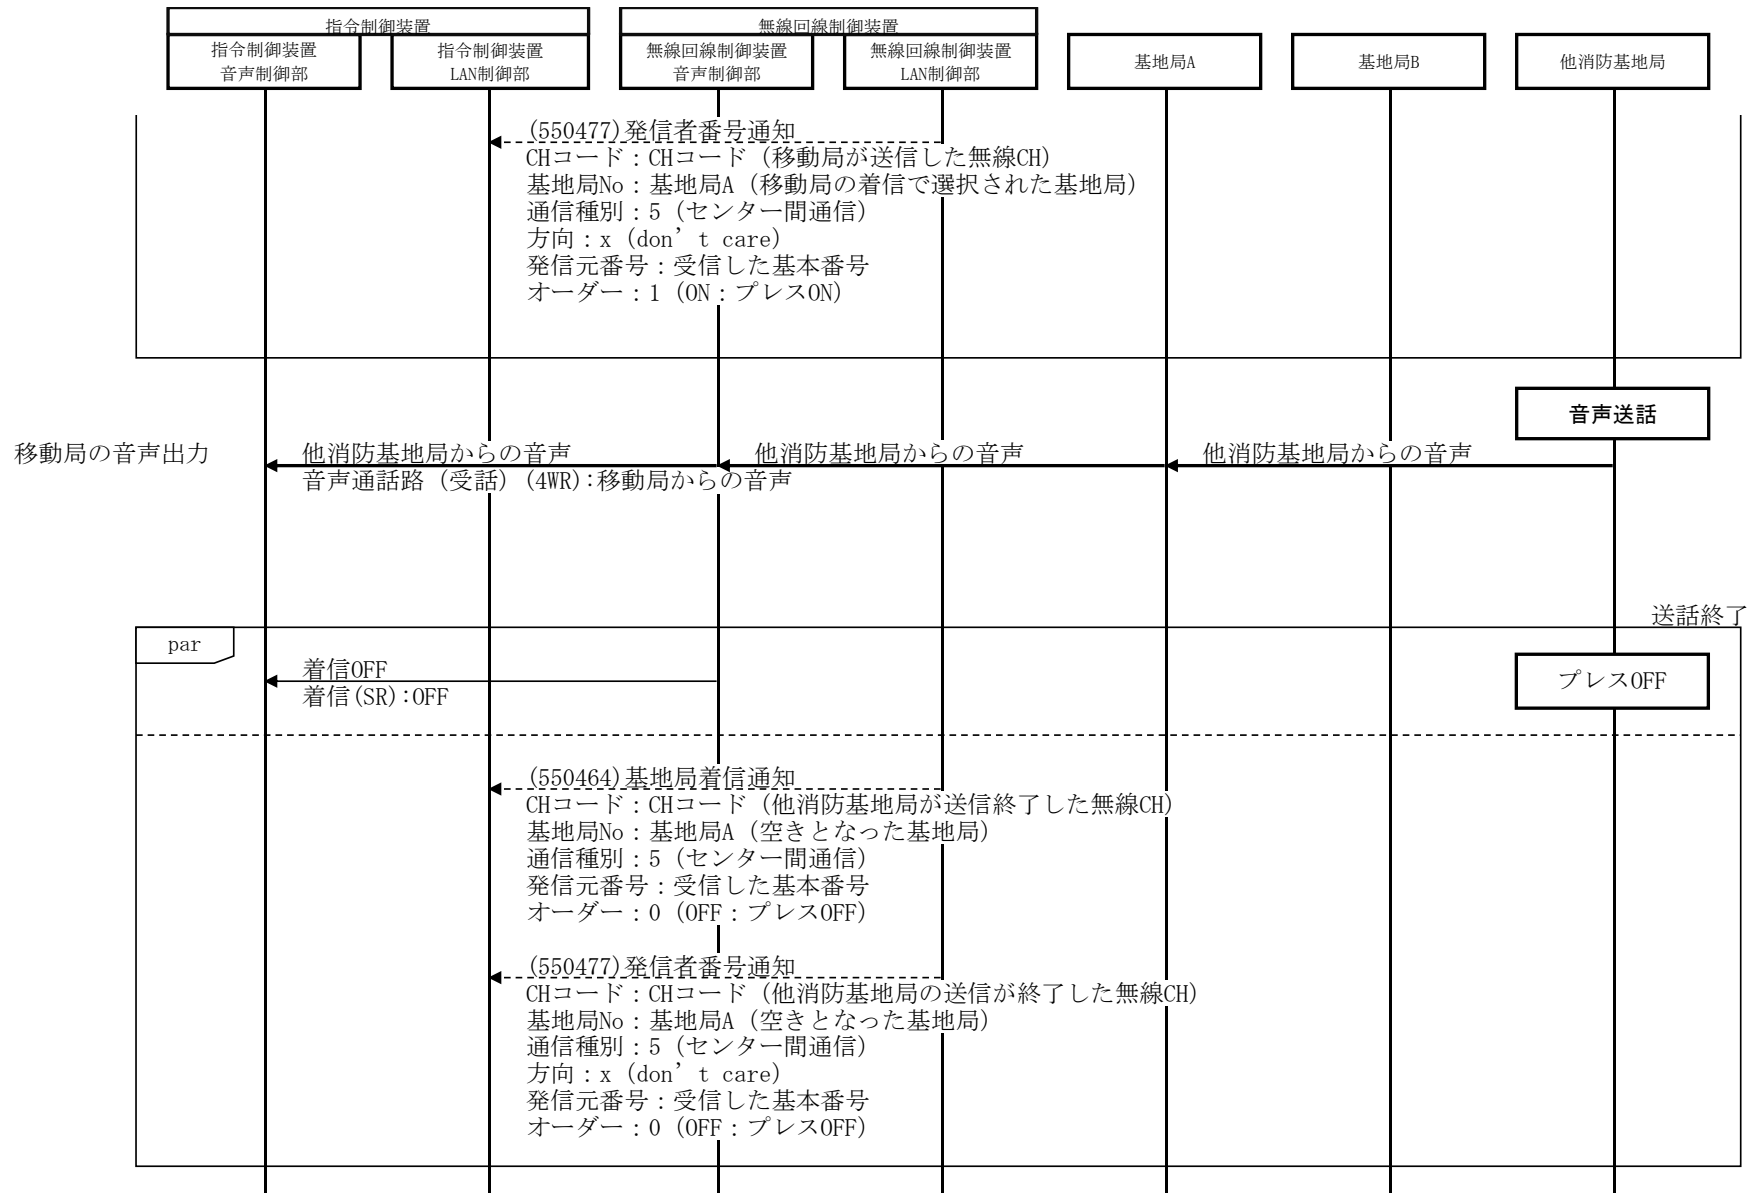 指令制御装置
無線回線制御装置
指令制御装置
音声制御部
指令制御装置
LAN制御部
無線回線制御装置
音声制御部
無線回線制御装置
LAN制御部
基地局A
基地局B
他消防基地局
(550477)発信者番号通知
CHコード：CHコード（移動局が送信した無線CH）
基地局No：基地局A（移動局の着信で選択された基地局）
通信種別：5（センター間通信）
方向：x（don’t care）
発信元番号：受信した基本番号
オーダー：1（ON：プレスON）
音声送話
移動局の音声出力
他消防基地局からの音声
他消防基地局からの音声
他消防基地局からの音声
音声通話路（受話）(4WR):移動局からの音声
送話終了
par
着信OFF
着信(SR):OFF
プレスOFF
(550464)基地局着信通知
CHコード：CHコード（他消防基地局が送信終了した無線CH）
基地局No：基地局A（空きとなった基地局）
通信種別：5（センター間通信）
発信元番号：受信した基本番号
オーダー：0（OFF：プレスOFF）
(550477)発信者番号通知
CHコード：CHコード（他消防基地局の送信が終了した無線CH）
基地局No：基地局A（空きとなった基地局）
通信種別：5（センター間通信）
方向：x（don’t care）
発信元番号：受信した基本番号
オーダー：0（OFF：プレスOFF）